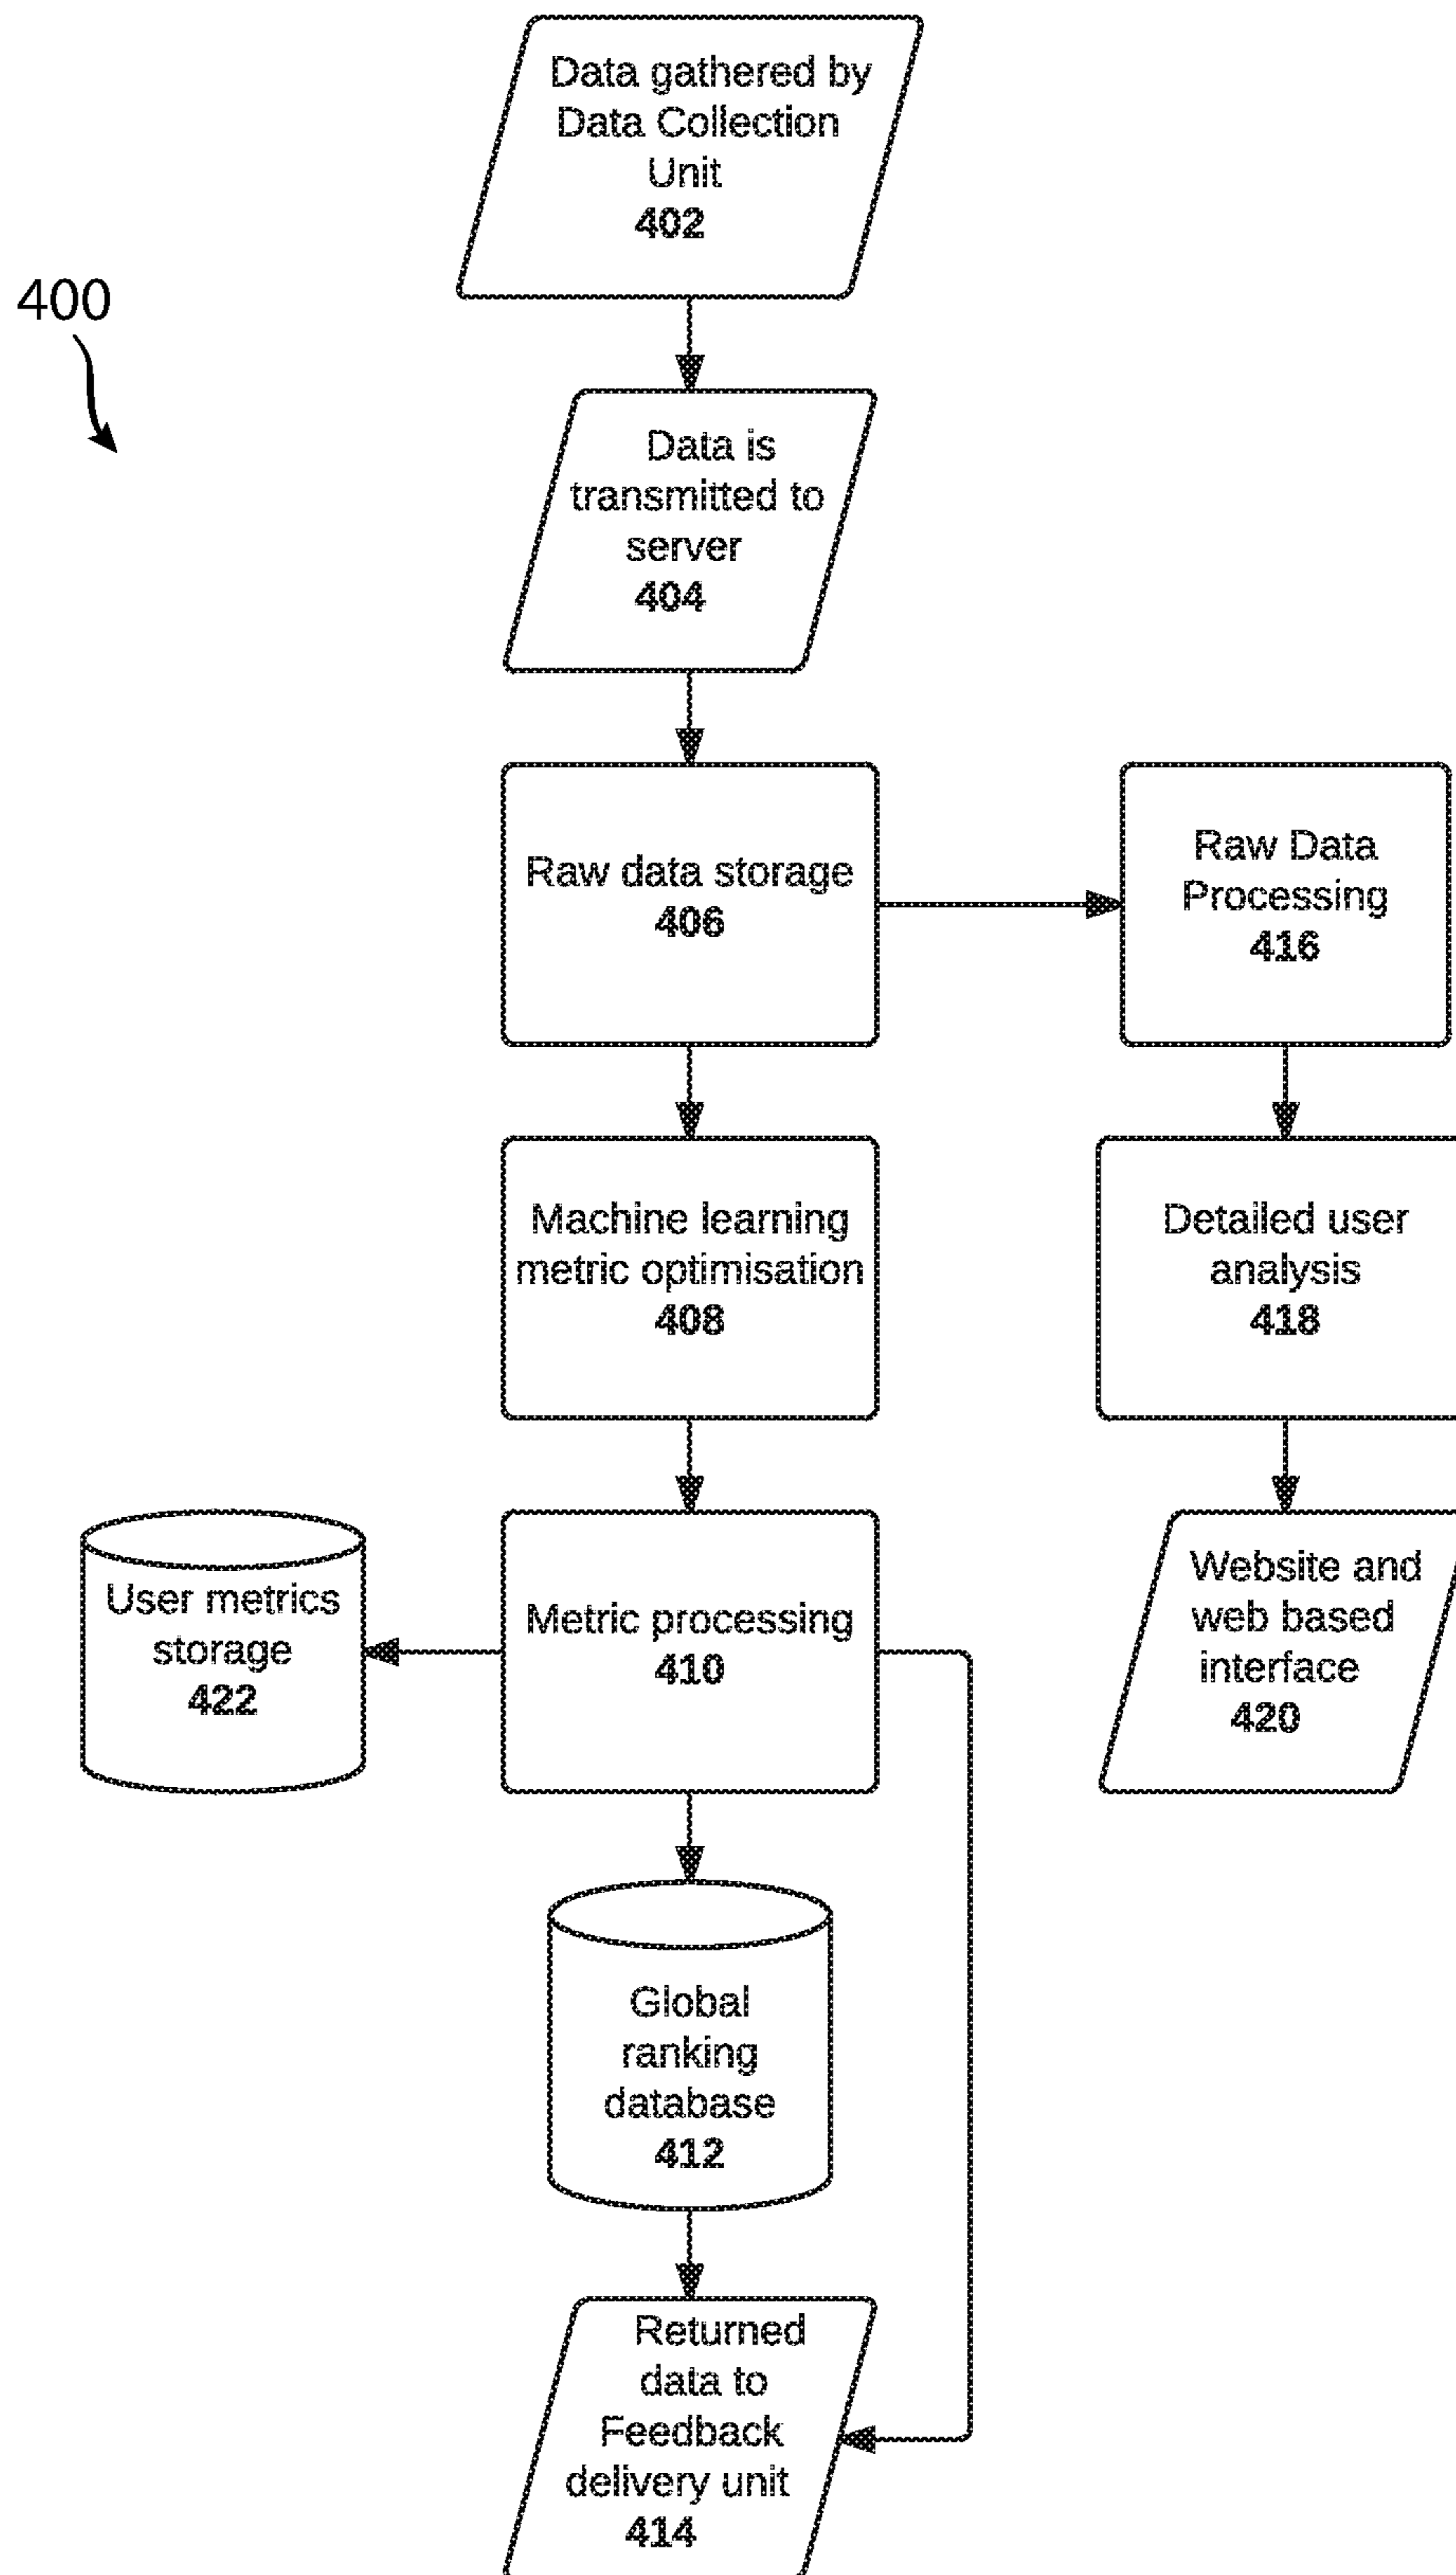 Data gathered by
Data Collection
Unit
402
400
Data is
transmitted to
server
404
Raw data storage
406
Raw Data
Processing
416
Machine learning
metric optimisation
408
Detailed user
analysis
418
User metrics
storage
422
Metric processing
410
Website and
web based
interface
420
Global
ranking
database
412
Returned
data to
Feedback
delivery unit
414